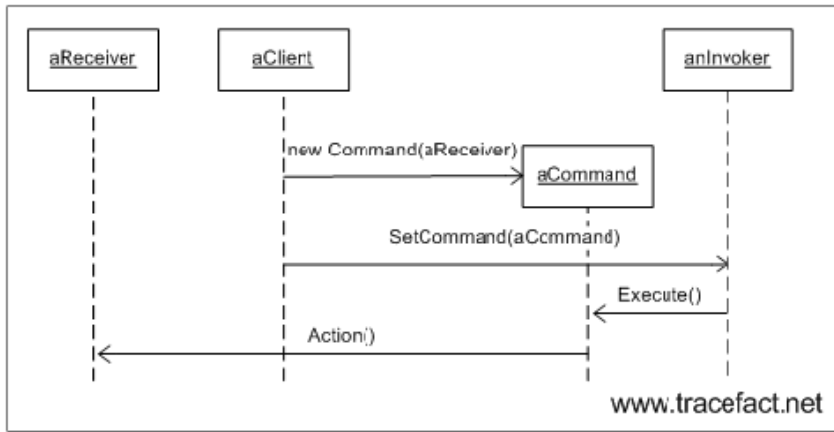 aReceiver
aClient
anInvoker
new Command(aReceiver)
aCommand
SetCommand(aCommand)
Execute()
Action()
www.tracefact.net